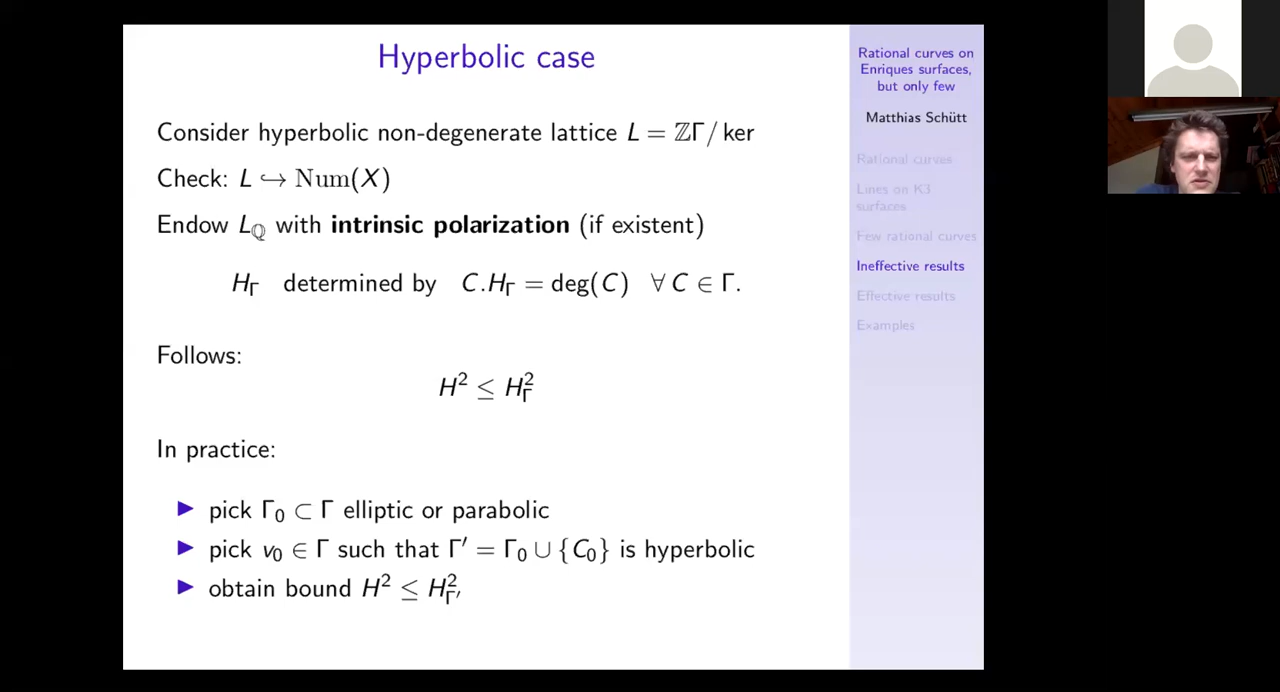 Hyperbolic case
Consider hyperbolic non-degenerate lattice L = ℤΓ/ ker
Check: L ↪ Num(X)
Endow L_ℚ with intrinsic polarization (if existent)
H_Γ determined by C.H_Γ = deg(C) ∀ C ∈ Γ.
Follows:
H² ≤ H_Γ²
In practice:
▶ pick Γ₀ ⊂ Γ elliptic or parabolic
▶ pick v₀ ∈ Γ such that Γ′ = Γ₀ ∪ {C₀} is hyperbolic
▶ obtain bound H² ≤ H²_Γ′
Rational curves on
Enriques surfaces,
but only few
Matthias Schütt
Rational curves
Lines on K3
surfaces
Few rational curves
Ineffective results
Effective results
Examples